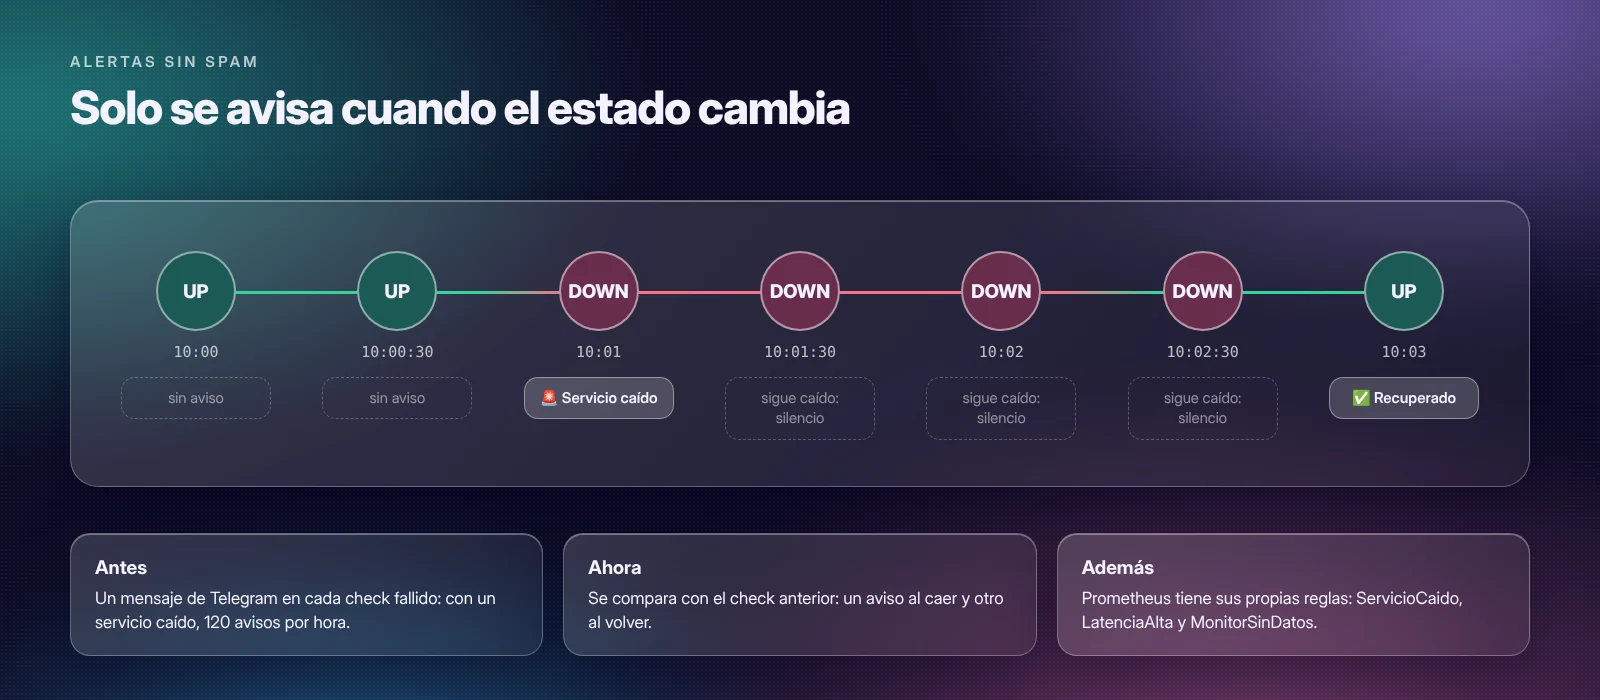 ALERTAS SIN SPAM
Solo se avisa cuando el estado cambia
UP
UP
DOWN
DOWN
DOWN
DOWN
UP
10:00
10:00:30
10:01
10:01:30
10:02
10:02:30
10:03
sin aviso
sin aviso
🚨 Servicio caído
sigue caído:
silencio
sigue caído:
silencio
sigue caído:
silencio
✅ Recuperado
Antes
Un mensaje de Telegram en cada check fallido: con un
servicio caído, 120 avisos por hora.
Ahora
Se compara con el check anterior: un aviso al caer y otro
al volver.
Además
Prometheus tiene sus propias reglas: ServicioCaido,
LatenciaAlta y MonitorSinDatos.